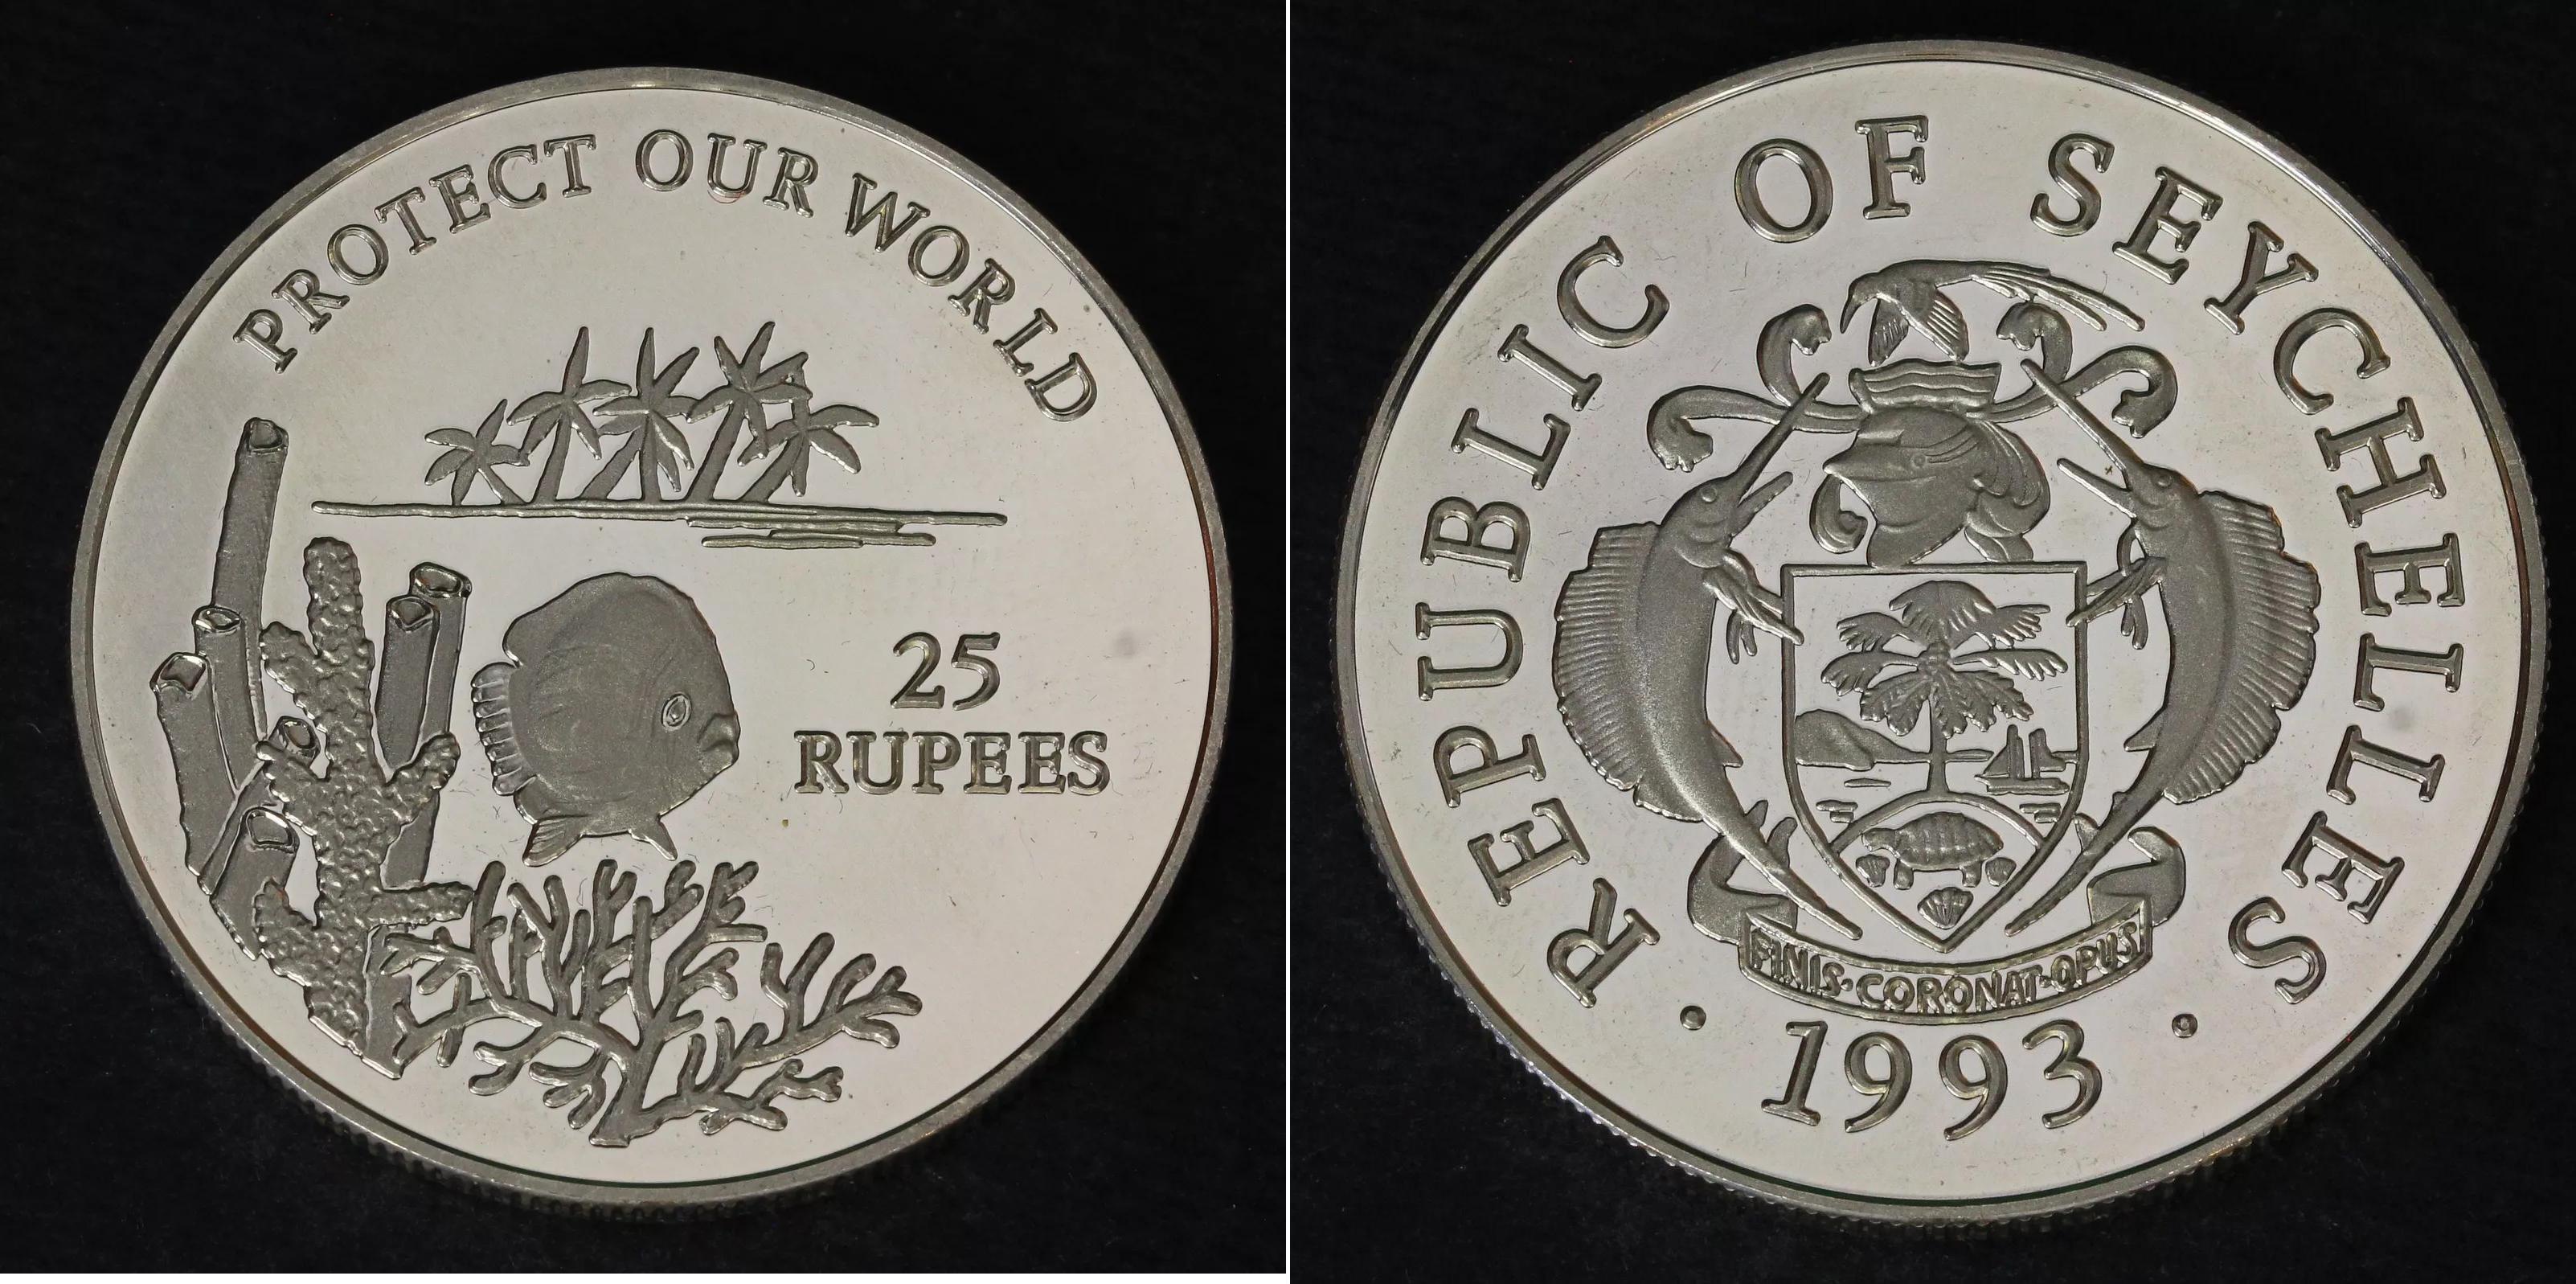 PROTECT OUR WORLD
25
RUPEES
REPUBLIC OF SEYCHELLES
FINIS·CORONAT·OPUS
· 1993 ·